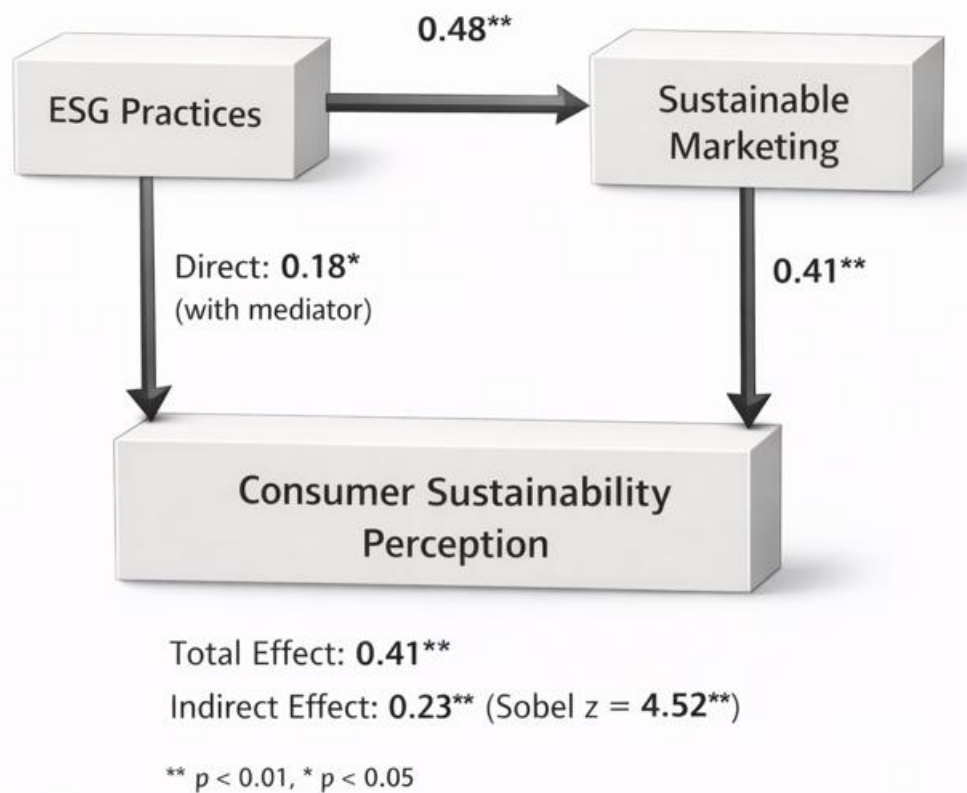 0.48**
ESG Practices
Sustainable
Marketing
Direct: 0.18*
(with mediator)
0.41**
Consumer Sustainability
Perception
Total Effect: 0.41**
Indirect Effect: 0.23** (Sobel z = 4.52**)
** p < 0.01, * p < 0.05